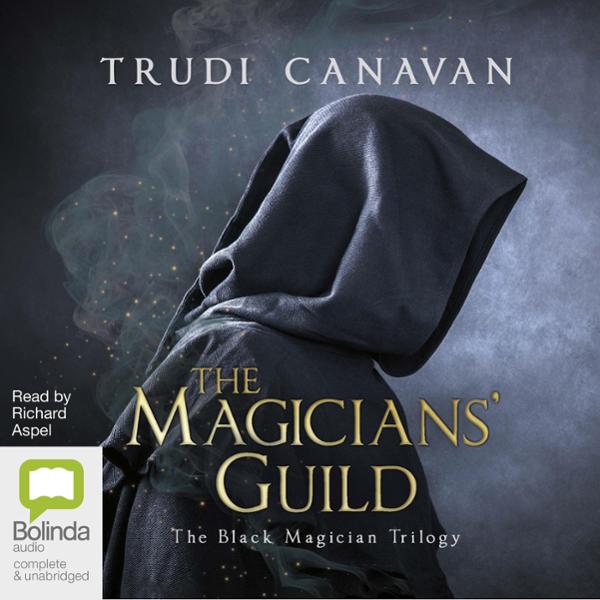 TRUDI CANAVAN
THE
MAGICIANS'
GUILD
The Black Magician Trilogy
Read by
Richard
Aspel
Bolinda
audio
complete
& unabridged